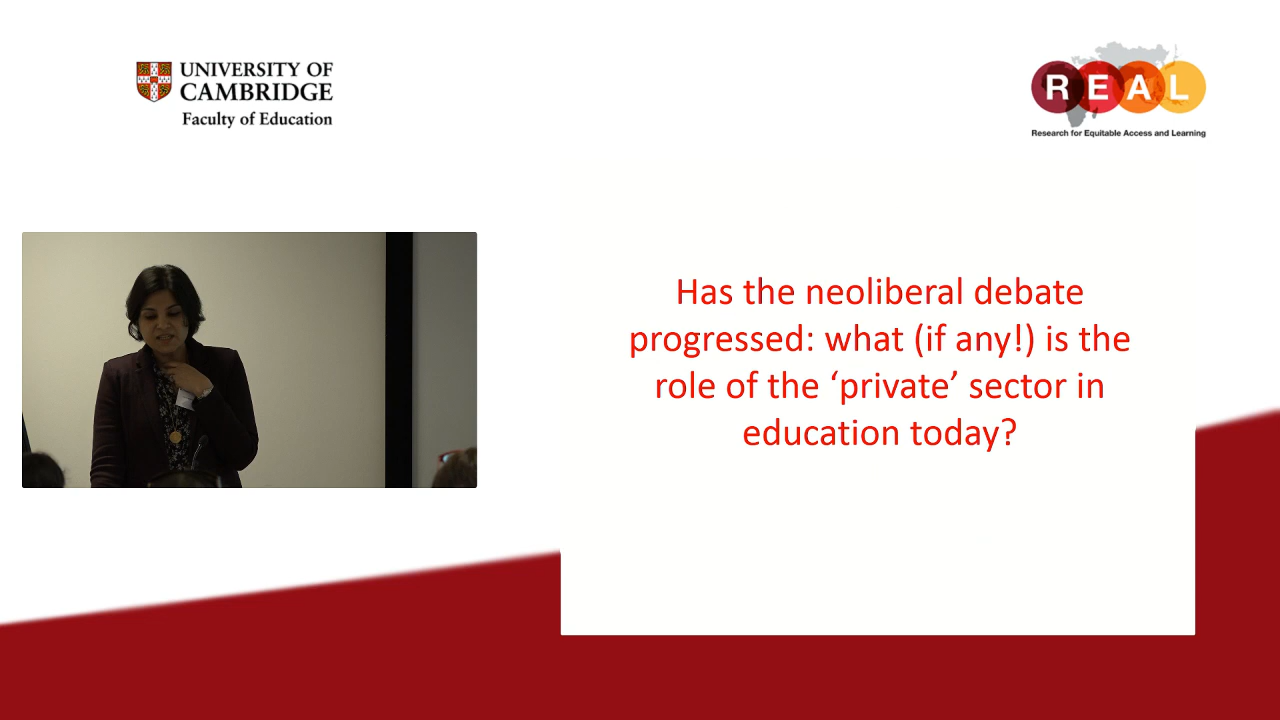 UNIVERSITY OF
CAMBRIDGE
Faculty of Education
R E A L
Research for Equitable Access and Learning
Has the neoliberal debate
progressed: what (if any!) is the
role of the ‘private’ sector in
education today?